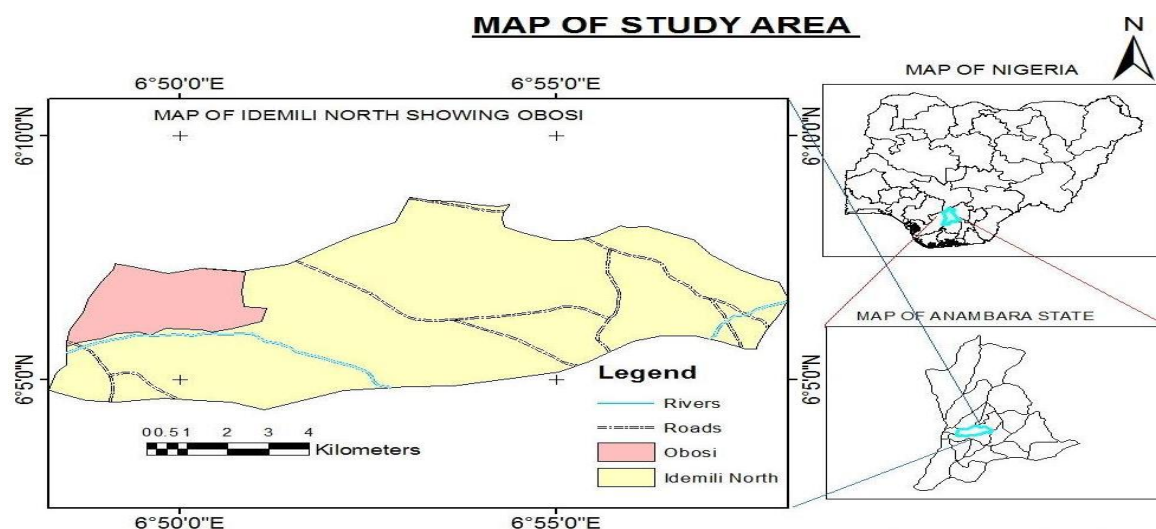 MAP OF STUDY AREA
N
6°50'0"E 6°55'0"E
MAP OF NIGERIA
MAP OF IDEMILI NORTH SHOWING OBOSI
6°10'0"N
6°10'0"N
MAP OF ANAMBARA STATE
6°5'0"N
6°5'0"N
Legend
Rivers
Roads
Obosi
Idemili North
0 0.5 1 2 3 4
Kilometers
6°50'0"E 6°55'0"E